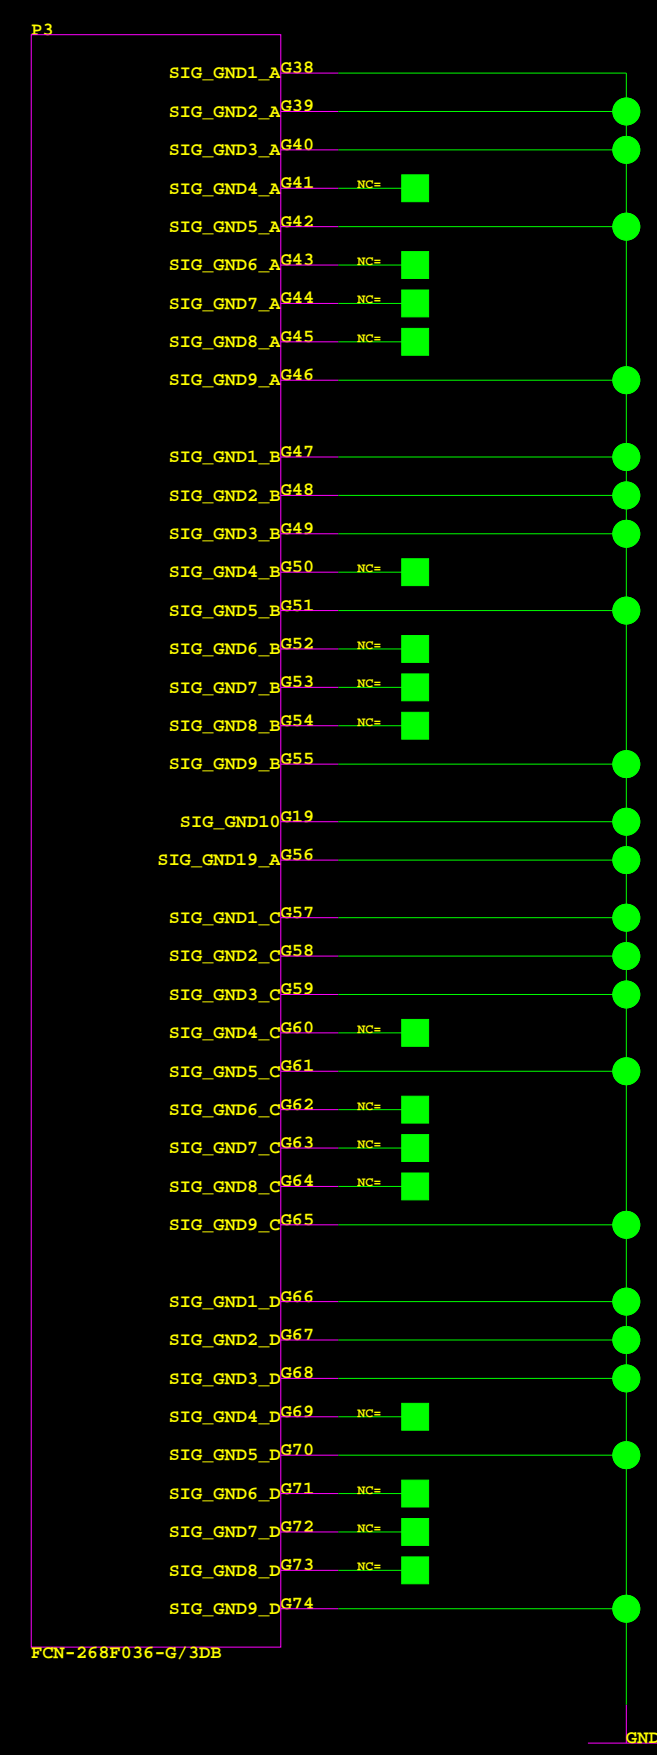 P3
SIG_GND1_A G38
SIG_GND2_A G39
SIG_GND3_A G40
SIG_GND4_A G41 NC=
SIG_GND5_A G42
SIG_GND6_A G43 NC=
SIG_GND7_A G44 NC=
SIG_GND8_A G45 NC=
SIG_GND9_A G46
SIG_GND1_B G47
SIG_GND2_B G48
SIG_GND3_B G49
SIG_GND4_B G50 NC=
SIG_GND5_B G51
SIG_GND6_B G52 NC=
SIG_GND7_B G53 NC=
SIG_GND8_B G54 NC=
SIG_GND9_B G55
SIG_GND10 G19
SIG_GND19_A G56
SIG_GND1_C G57
SIG_GND2_C G58
SIG_GND3_C G59
SIG_GND4_C G60 NC=
SIG_GND5_C G61
SIG_GND6_C G62 NC=
SIG_GND7_C G63 NC=
SIG_GND8_C G64 NC=
SIG_GND9_C G65
SIG_GND1_D G66
SIG_GND2_D G67
SIG_GND3_D G68
SIG_GND4_D G69 NC=
SIG_GND5_D G70
SIG_GND6_D G71 NC=
SIG_GND7_D G72 NC=
SIG_GND8_D G73 NC=
SIG_GND9_D G74
FCN-268F036-G/3DB
GND